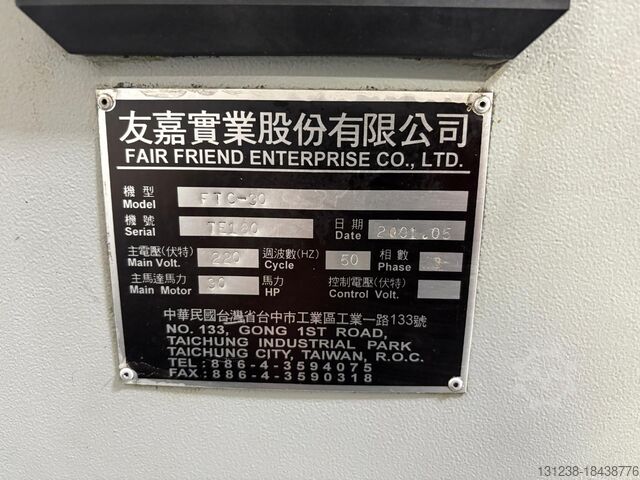 友嘉實業股份有限公司
FAIR FRIEND ENTERPRISE CO., LTD.
機型 Model FTC-30
機號 Serial TE160 日期 Date 2001.05
主電壓(伏特) Main Volt. 220 週波數(HZ) Cycle 50 相數 Phase 3
主馬達馬力 Main Motor 30 馬力 HP 控制電壓(伏特) Control Volt.
中華民國台灣省台中市工業區工業一路133號
NO. 133, GONG 1ST ROAD,
TAICHUNG INDUSTRIAL PARK
TAICHUNG CITY, TAIWAN, R.O.C.
TEL:886-4-3594075
FAX:886-4-3590318
131238-18438776